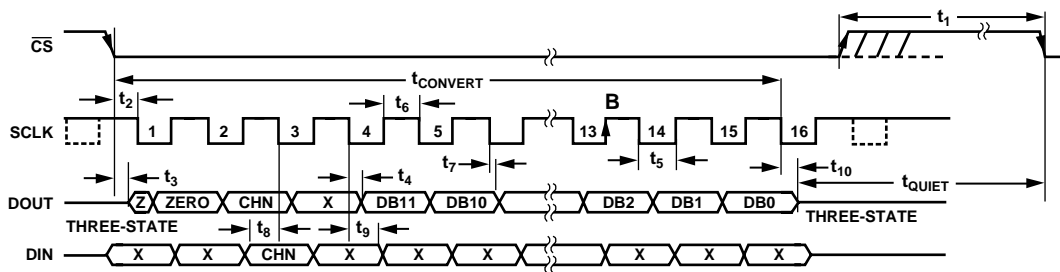 t1
CS
tCONVERT
t2
t6
B
SCLK
1 2 3 4 5 13 14 15 16
t3
t4
t7
t5
t10
tQUIET
DOUT
Z ZERO CHN X DB11 DB10 DB2 DB1 DB0
THREE-STATE
THREE-STATE
t8
t9
DIN
X X CHN X X X X X X